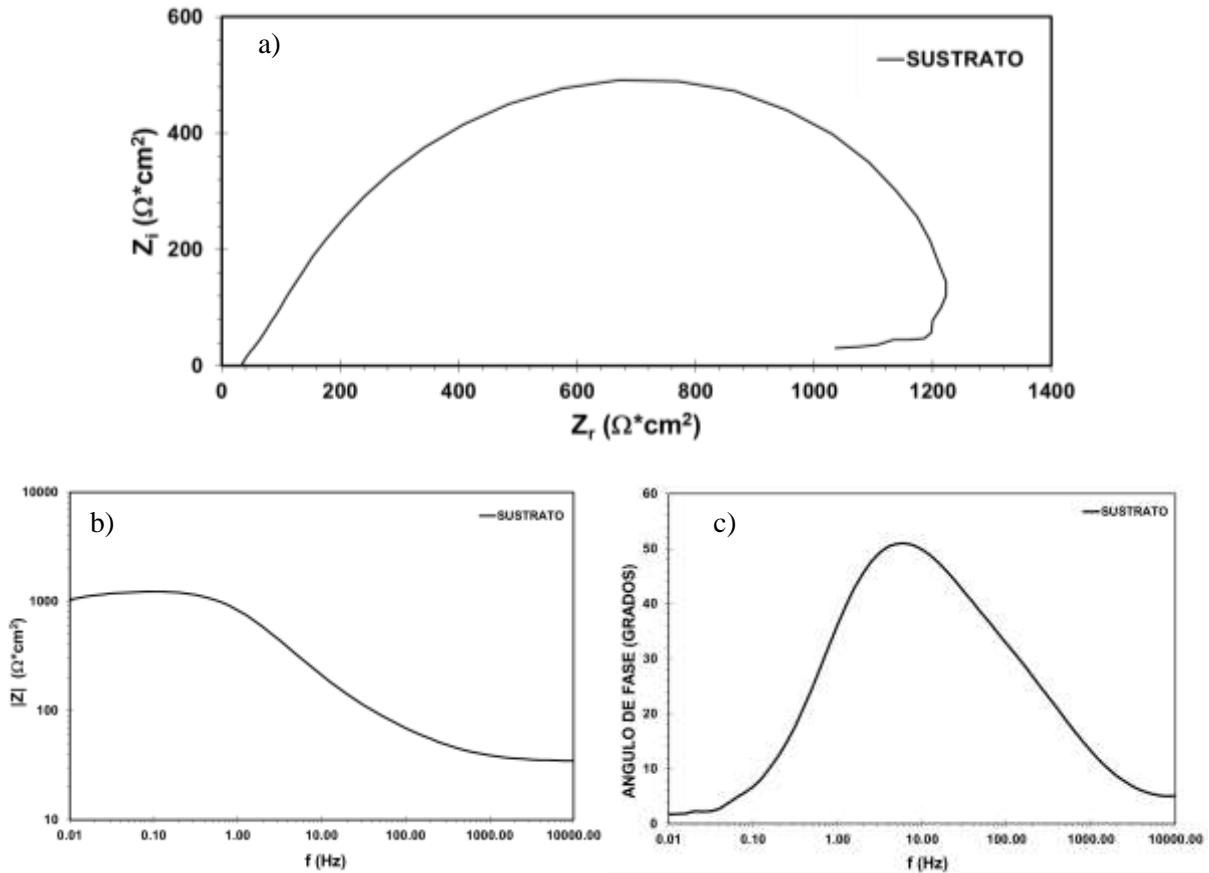 600
a)
SUSTRATO
400
Zi (Ω*cm²)
200
0
0 200 400 600 800 1000 1200 1400
Zr (Ω*cm²)
10000
b)
SUSTRATO
1000
|Z| (Ω*cm²)
100
10
0.01 0.10 1.00 10.00 100.00 1000.00 10000.00
f (Hz)
60
c)
SUSTRATO
50
40
ANGULO DE FASE (GRADOS)
30
20
10
0
0.01 0.10 1.00 10.00 100.00 1000.00 10000.00
f (Hz)